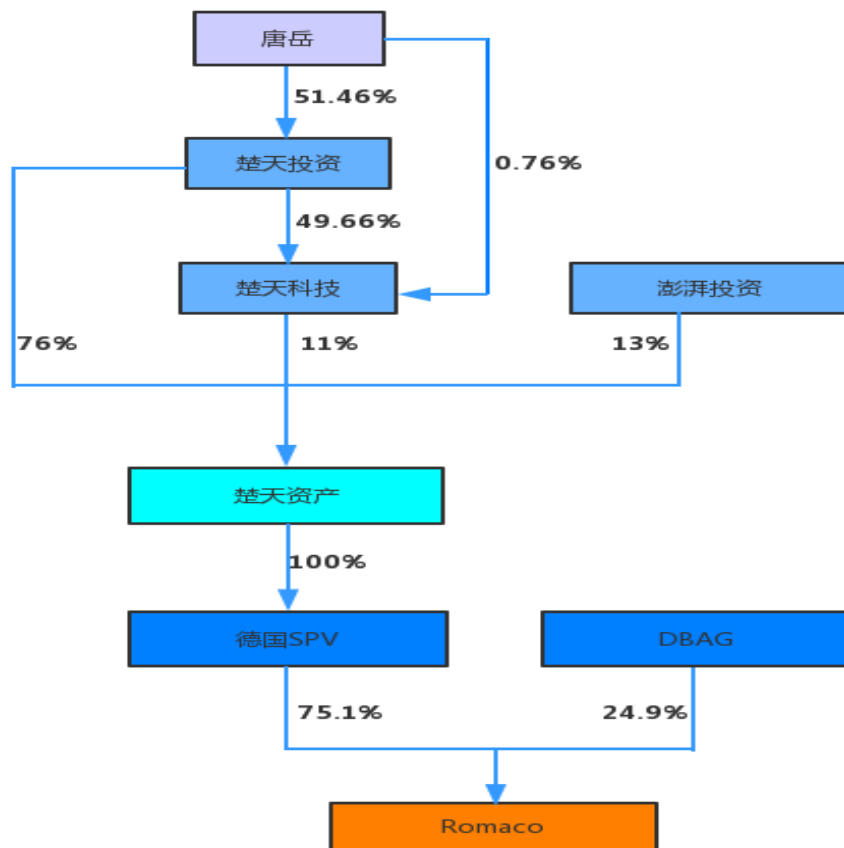 唐岳
51.46%
楚天投资
0.76%
49.66%
楚天科技
澎湃投资
76%
11%
13%
楚天资产
100%
德国SPV
DBAG
75.1%
24.9%
Romaco